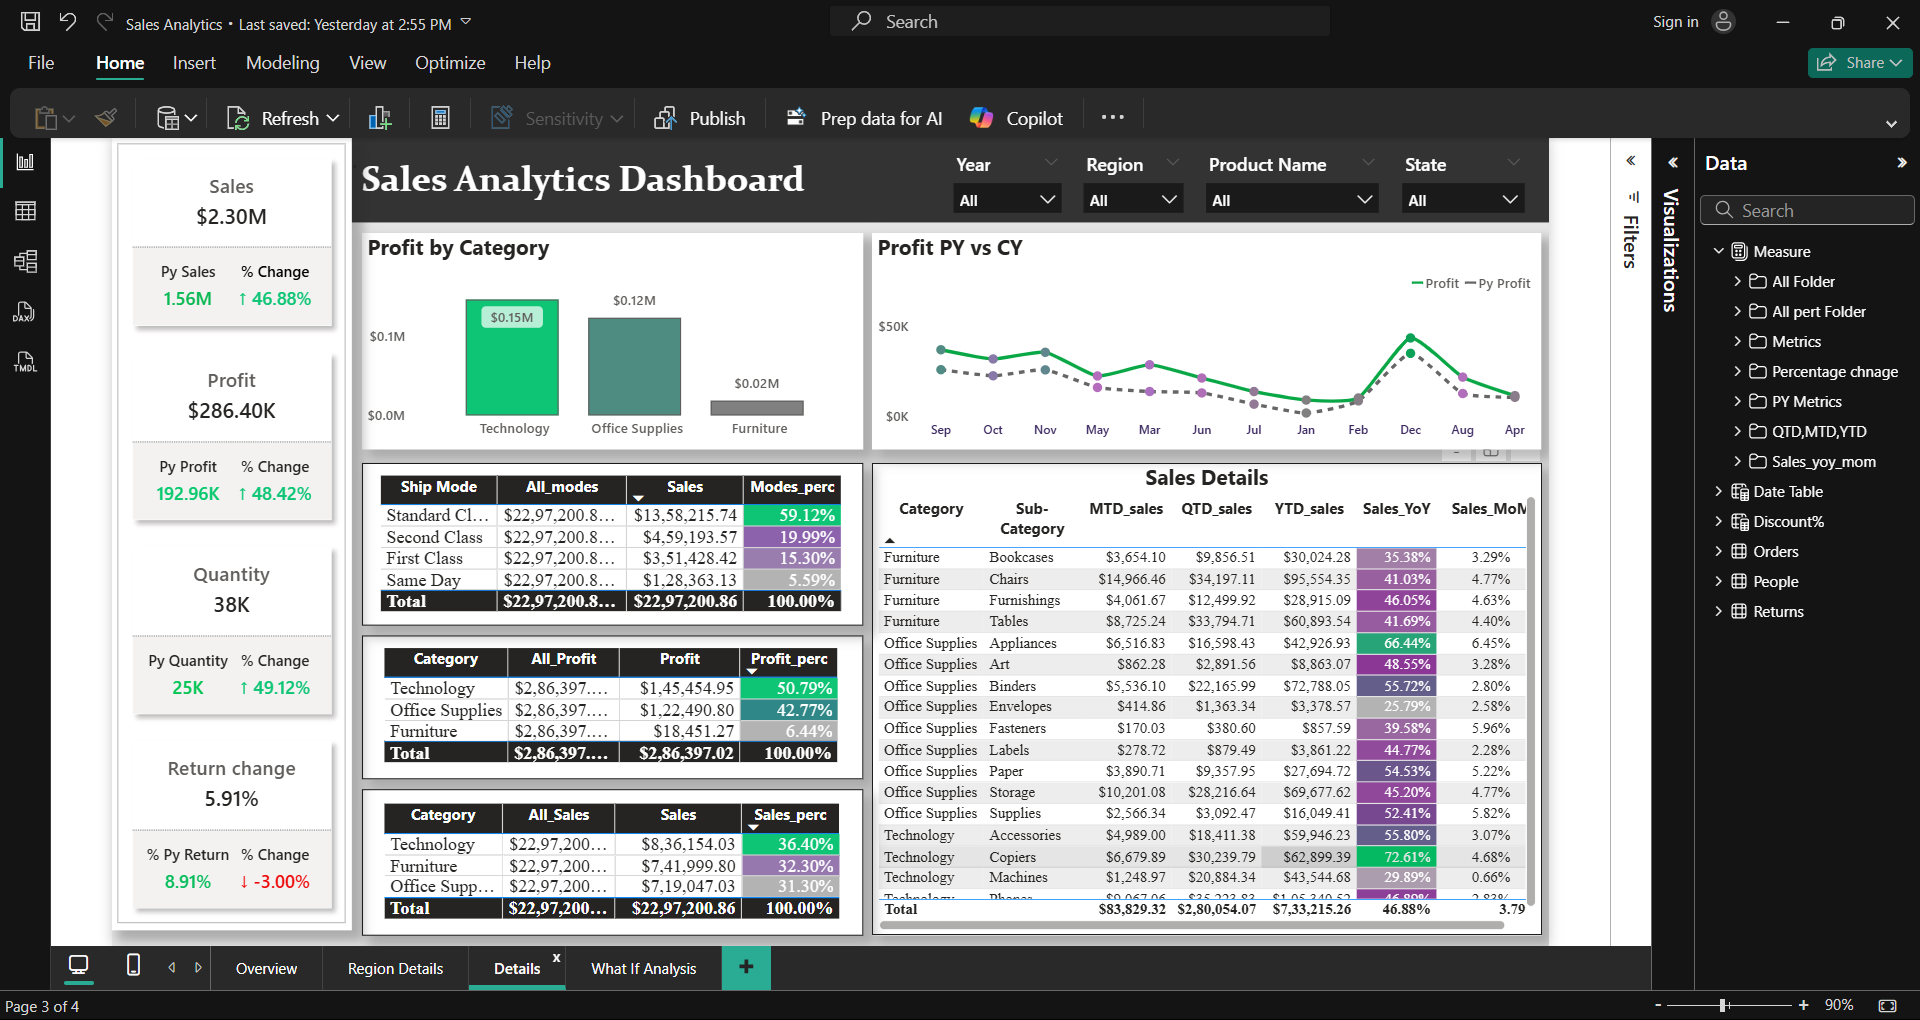 Sales Analytics • Last saved: Yesterday at 2:55 PM
Search
Sign in
File Home Insert Modeling View Optimize Help
Share
Refresh
Sensitivity
Publish
Prep data for AI
Copilot
Sales
$2.30M
Py Sales % Change
1.56M ↑ 46.88%
Profit
$286.40K
Py Profit % Change
192.96K ↑ 48.42%
Quantity
38K
Py Quantity % Change
25K ↑ 49.12%
Return change
5.91%
% Py Return % Change
8.91% ↓ -3.00%
Sales Analytics Dashboard
Year Region Product Name State
All All All All
Profit by Category
$0.15M
$0.12M
$0.02M
$0.1M
$0.0M
Technology Office Supplies Furniture
Profit PY vs CY
Profit Py Profit
$50K
$0K
Sep Oct Nov May Mar Jun Jul Jan Feb Dec Aug Apr
Ship Mode All_modes Sales Modes_perc
Standard Cl... $22,97,200.8... $13,58,215.74 59.12%
Second Class $22,97,200.8... $4,59,193.57 19.99%
First Class $22,97,200.8... $3,51,428.42 15.30%
Same Day $22,97,200.8... $1,28,363.13 5.59%
Total $22,97,200.8... $22,97,200.86 100.00%
Category All_Profit Profit Profit_perc
Technology $2,86,397.... $1,45,454.95 50.79%
Office Supplies $2,86,397.... $1,22,490.80 42.77%
Furniture $2,86,397.... $18,451.27 6.44%
Total $2,86,397.... $2,86,397.02 100.00%
Category All_Sales Sales Sales_perc
Technology $22,97,200... $8,36,154.03 36.40%
Furniture $22,97,200... $7,41,999.80 32.30%
Office Supp... $22,97,200... $7,19,047.03 31.30%
Total $22,97,200... $22,97,200.86 100.00%
Sales Details
Category Sub-Category MTD_sales QTD_sales YTD_sales Sales_YoY Sales_MoM
Furniture Bookcases $3,654.10 $9,856.51 $30,024.28 35.38% 3.29%
Furniture Chairs $14,966.46 $34,197.11 $95,554.35 41.03% 4.77%
Furniture Furnishings $4,061.67 $12,499.92 $28,915.09 46.05% 4.63%
Furniture Tables $8,725.24 $33,794.71 $60,893.54 41.69% 4.40%
Office Supplies Appliances $6,516.83 $16,598.43 $42,926.93 66.44% 6.45%
Office Supplies Art $862.28 $2,891.56 $8,863.07 48.55% 3.28%
Office Supplies Binders $5,536.10 $22,165.99 $72,788.05 55.72% 2.80%
Office Supplies Envelopes $414.86 $1,363.34 $3,378.57 25.79% 2.58%
Office Supplies Fasteners $170.03 $380.60 $857.59 39.58% 5.96%
Office Supplies Labels $278.72 $879.49 $3,861.22 44.77% 2.28%
Office Supplies Paper $3,890.71 $9,357.95 $27,694.72 54.53% 5.22%
Office Supplies Storage $10,201.08 $28,216.64 $69,677.62 45.20% 4.77%
Office Supplies Supplies $2,566.34 $3,092.47 $16,049.41 52.41% 5.82%
Technology Accessories $4,989.00 $18,411.38 $59,946.23 55.80% 3.07%
Technology Copiers $6,679.89 $30,239.79 $62,899.39 72.61% 4.68%
Technology Machines $1,248.97 $20,884.34 $43,544.68 29.89% 0.66%
Technology Phones
Total $83,829.32 $2,80,054.07 $7,33,215.26 46.88% 3.79
Filters
Visualizations
Data
Search
Measure
All Folder
All pert Folder
Metrics
Percentage chnage
PY Metrics
QTD,MTD,YTD
Sales_yoy_mom
Date Table
Discount%
Orders
People
Returns
DAX
TMDL
Overview Region Details Details x What If Analysis +
Page 3 of 4
- + 90%